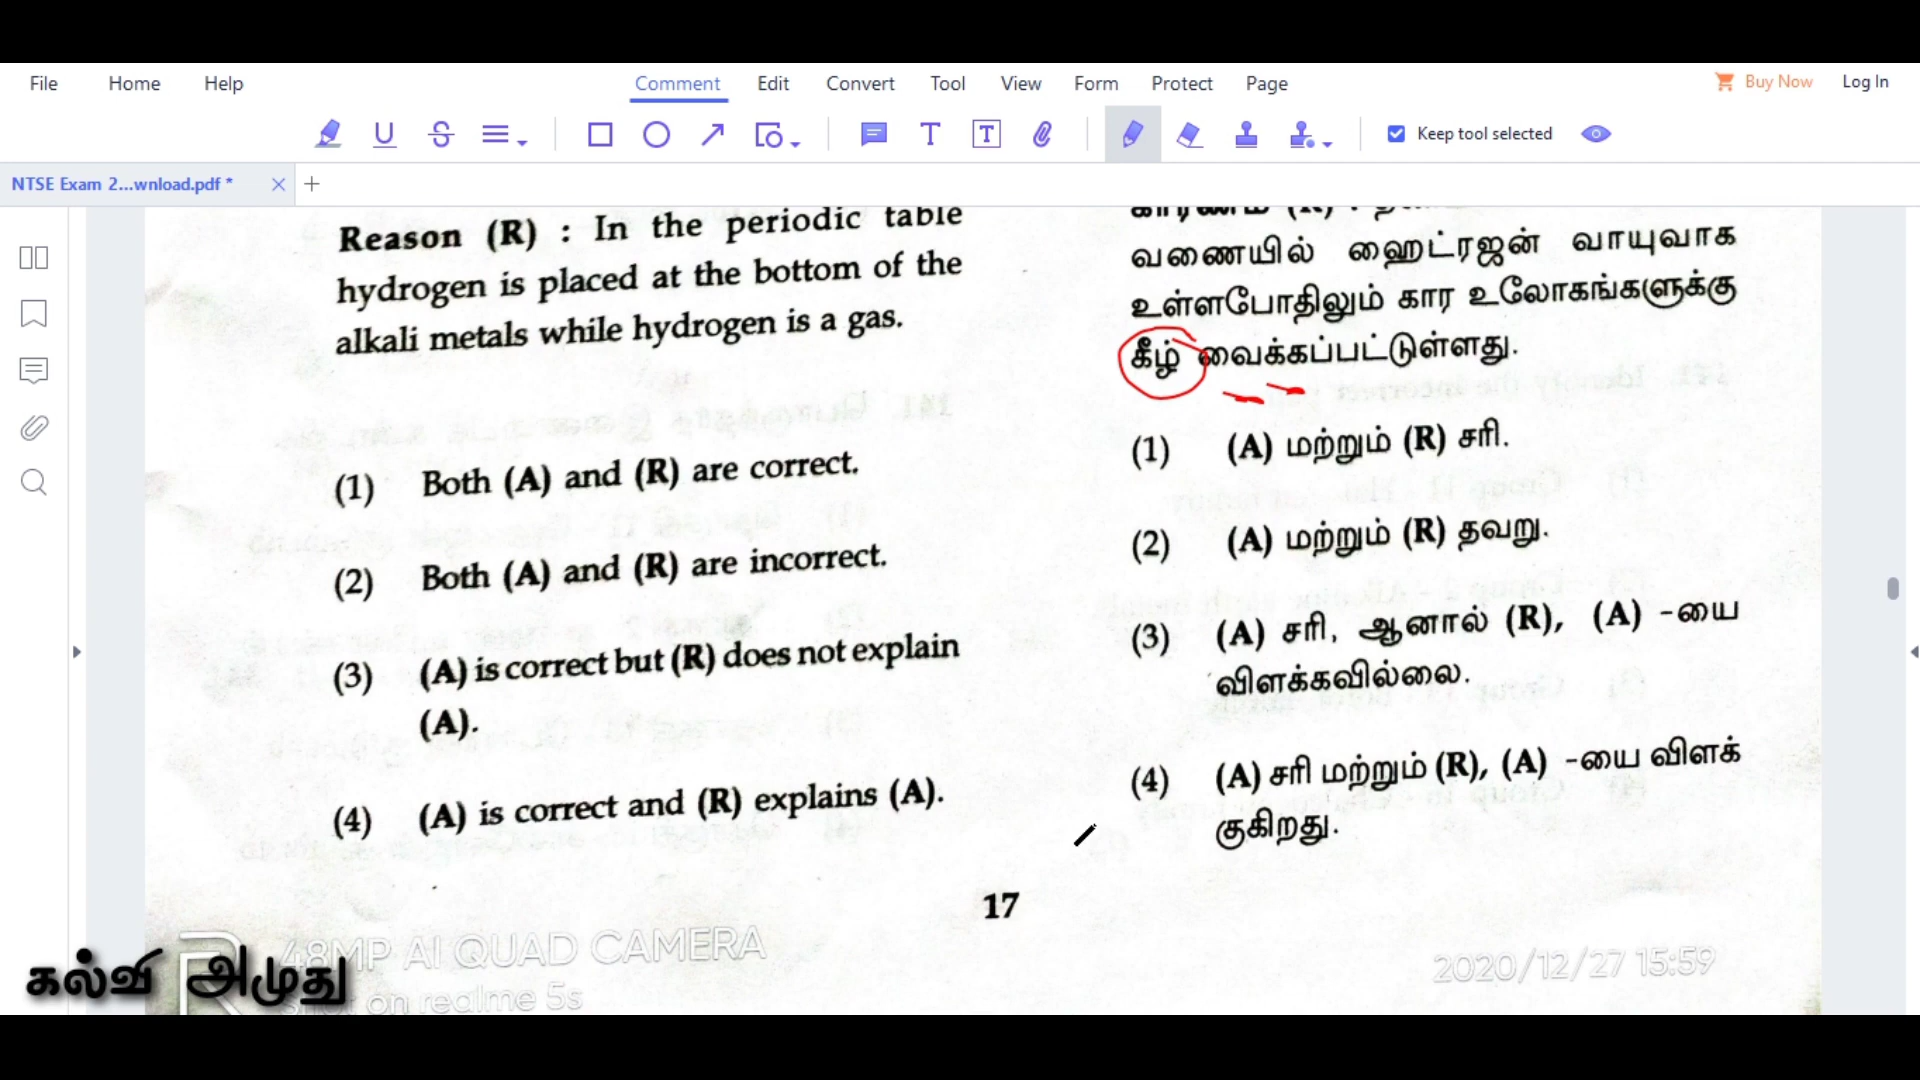 File Home Help Comment Edit Convert Tool View Form Protect Page Buy Now Log In
Keep tool selected
NTSE Exam 2...wnload.pdf *
Reason (R) : In the periodic table
hydrogen is placed at the bottom of the
alkali metals while hydrogen is a gas.
(1) Both (A) and (R) are correct.
(2) Both (A) and (R) are incorrect.
(3) (A) is correct but (R) does not explain
(A).
(4) (A) is correct and (R) explains (A).
காரணம் (R) :
வணையில் ஹைட்ரஜன் வாயுவாக
உள்ளபோதிலும் கார உலோகங்களுக்கு
கீழ் வைக்கப்பட்டுள்ளது.
(1) (A) மற்றும் (R) சரி.
(2) (A) மற்றும் (R) தவறு.
(3) (A) சரி, ஆனால் (R), (A) -யை
விளக்கவில்லை.
(4) (A) சரி மற்றும் (R), (A) -யை விளக்
குகிறது.
17
48MP AI QUAD CAMERA
Shot on realme 5s
2020/12/27 15:59
கல்வி அமுது